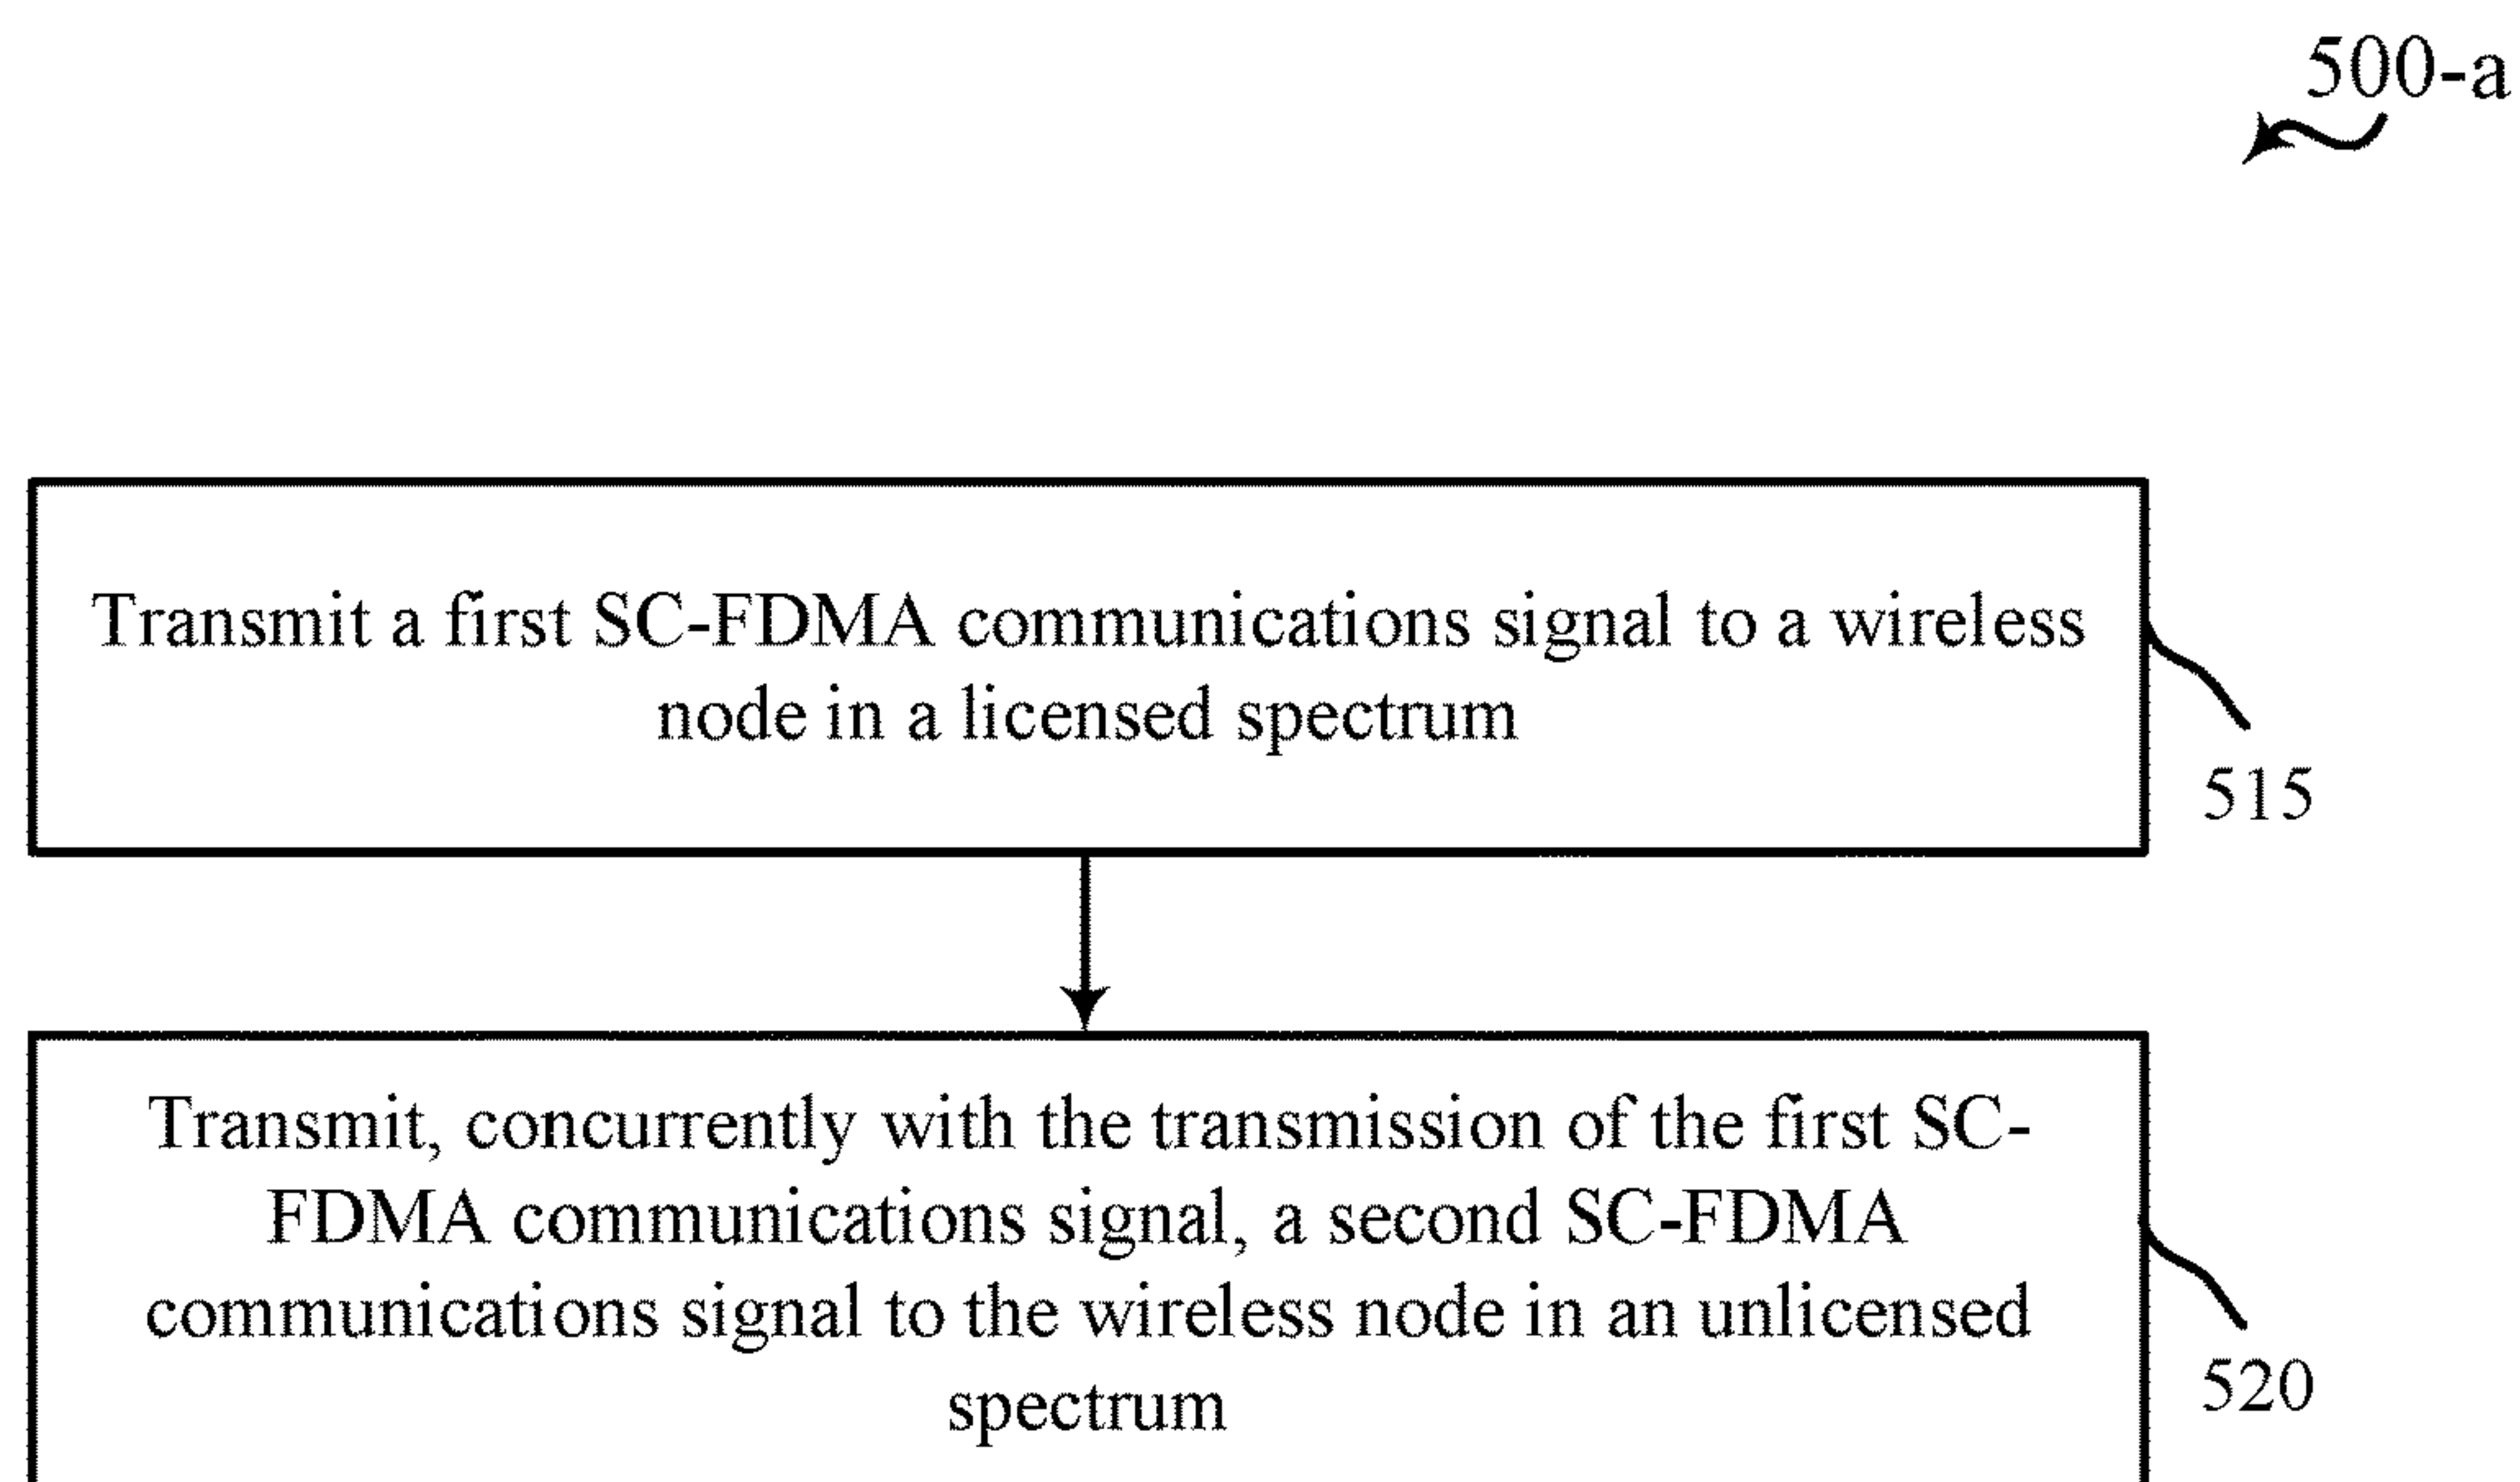 500-a
Transmit a first SC-FDMA communications signal to a wireless
node in a licensed spectrum
515
Transmit, concurrently with the transmission of the first SC-
FDMA communications signal, a second SC-FDMA
communications signal to the wireless node in an unlicensed
spectrum
520